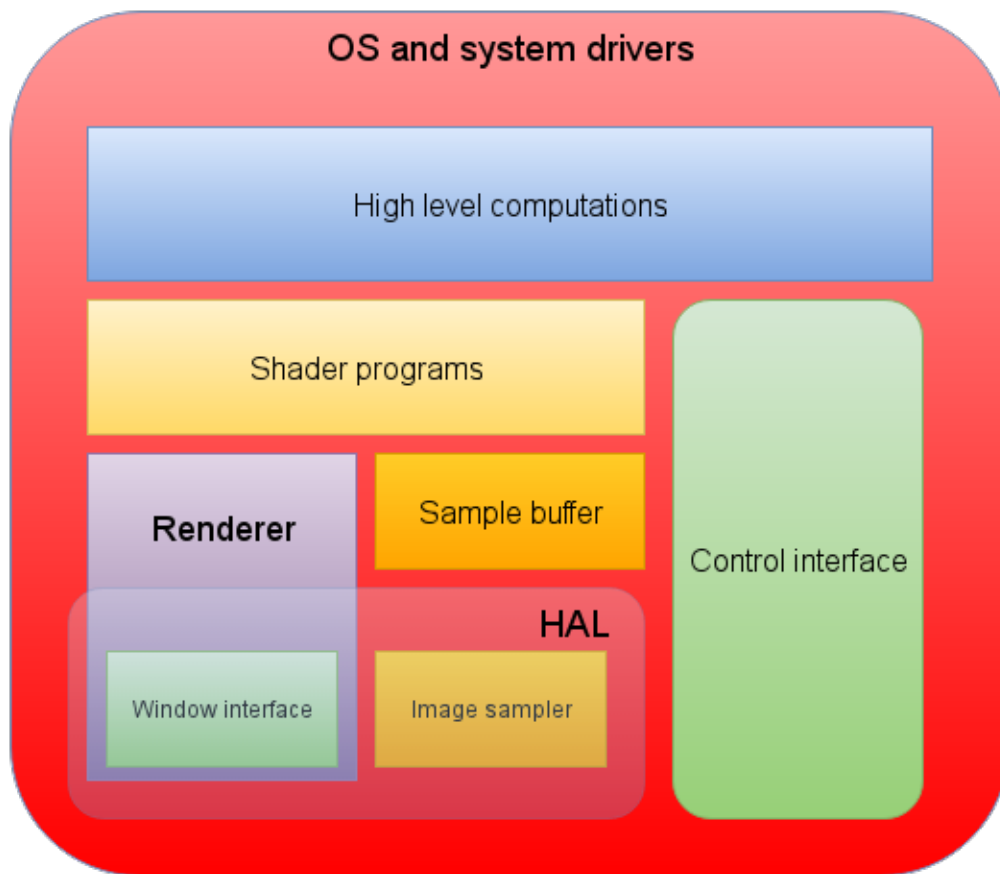 OS and system drivers
High level computations
Shader programs
Renderer
Sample buffer
Control interface
HAL
Window interface
Image sampler